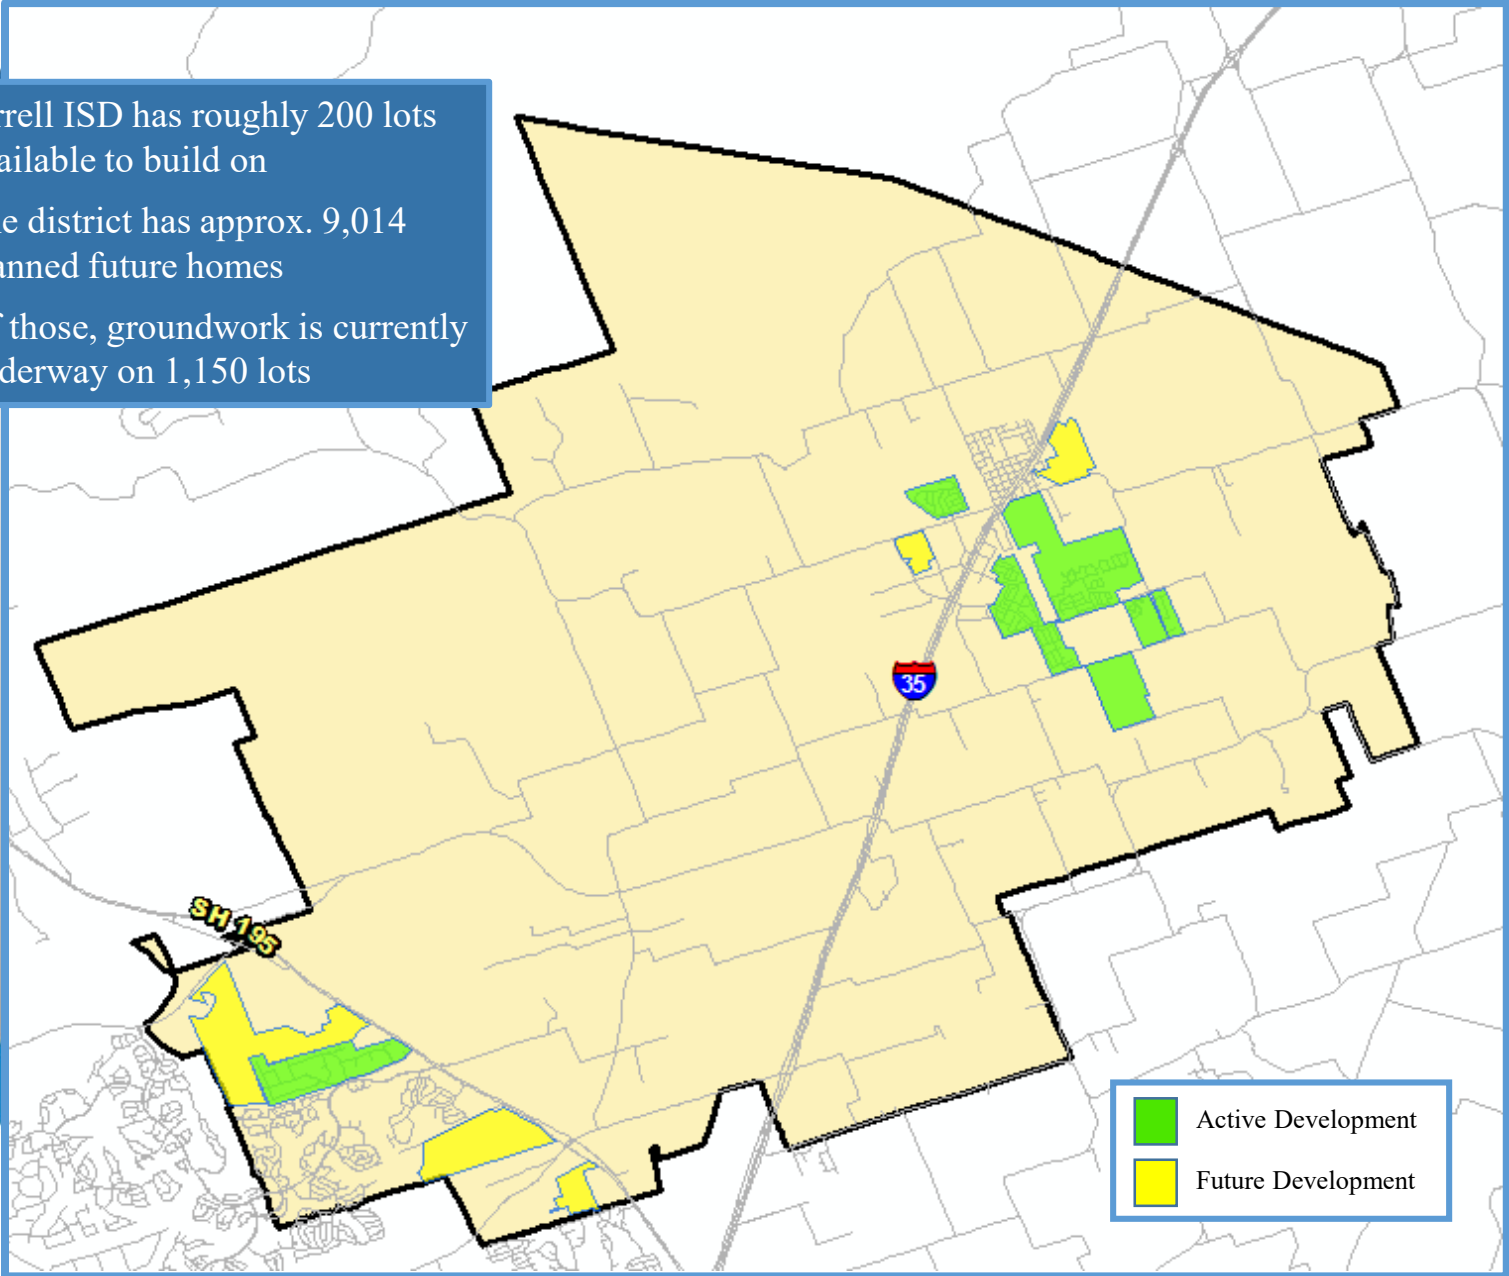 rrell ISD has roughly 200 lots
ailable to build on
e district has approx. 9,014
anned future homes
f those, groundwork is currently
derway on 1,150 lots
35
SH 195
Active Development
Future Development